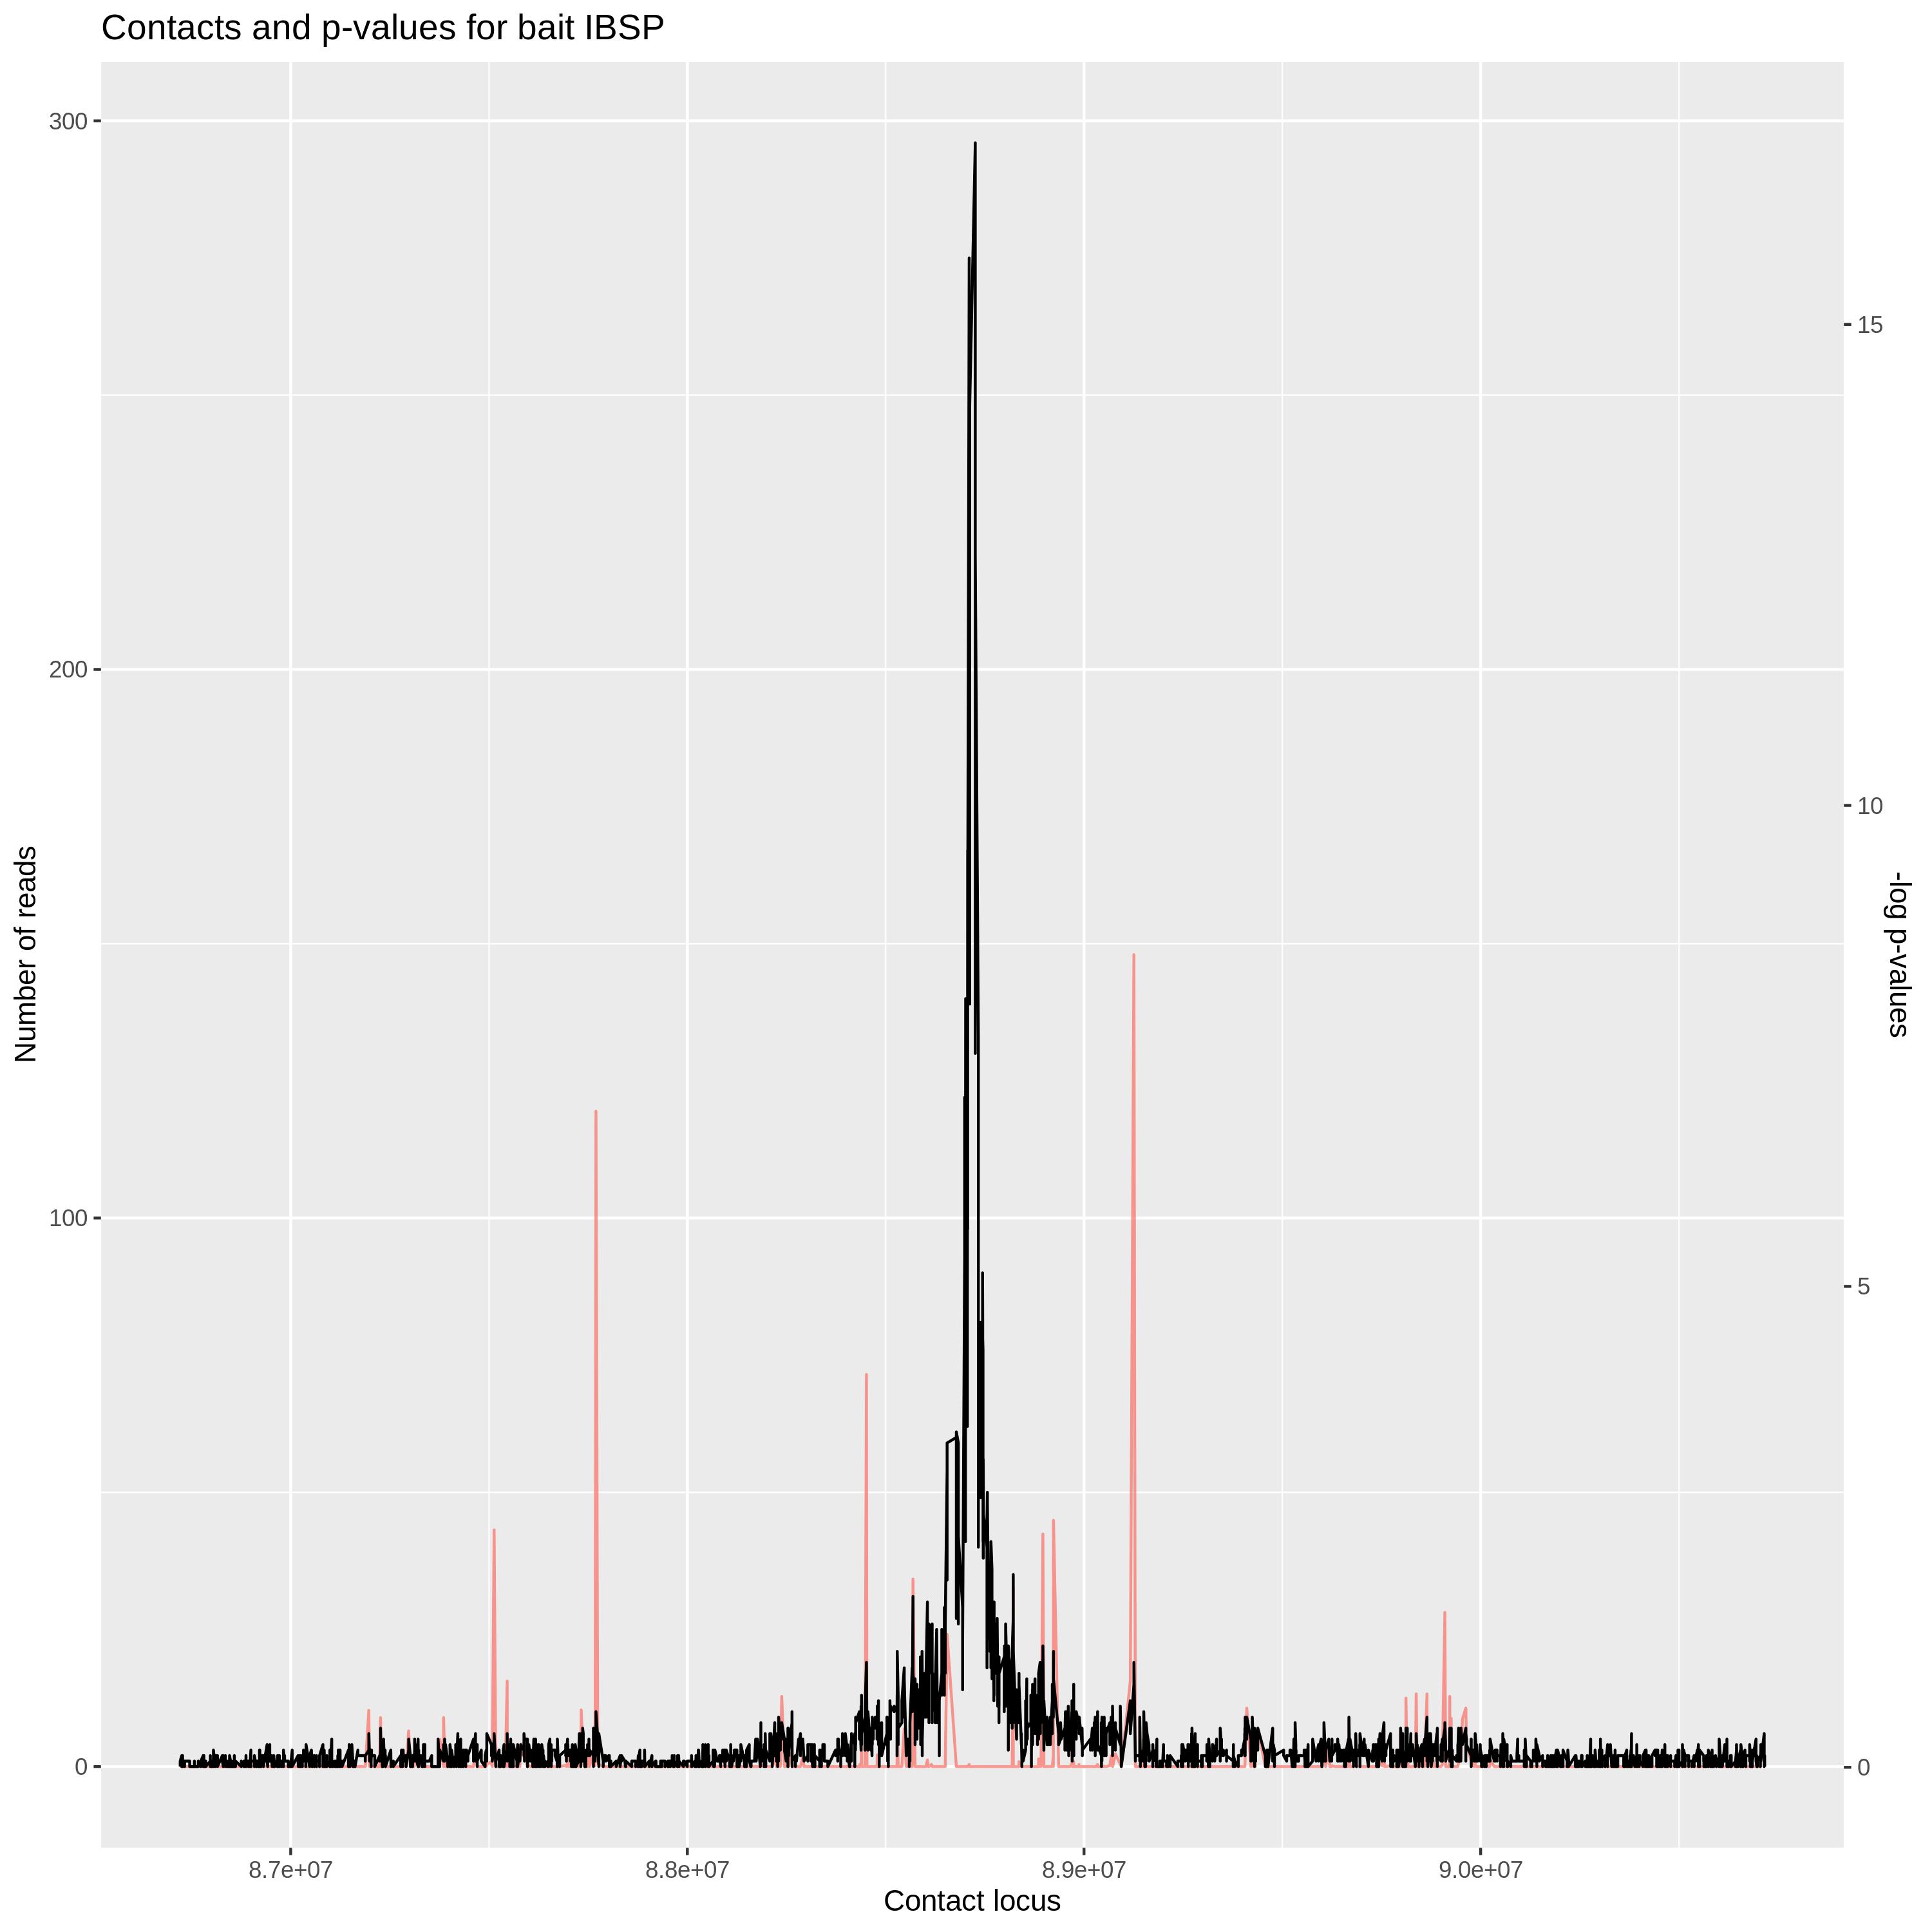 Contacts and p-values for bait IBSP
300
200
100
0
Number of reads
15
10
5
0
-log p-values
8.7e+07
8.8e+07
8.9e+07
9.0e+07
Contact locus